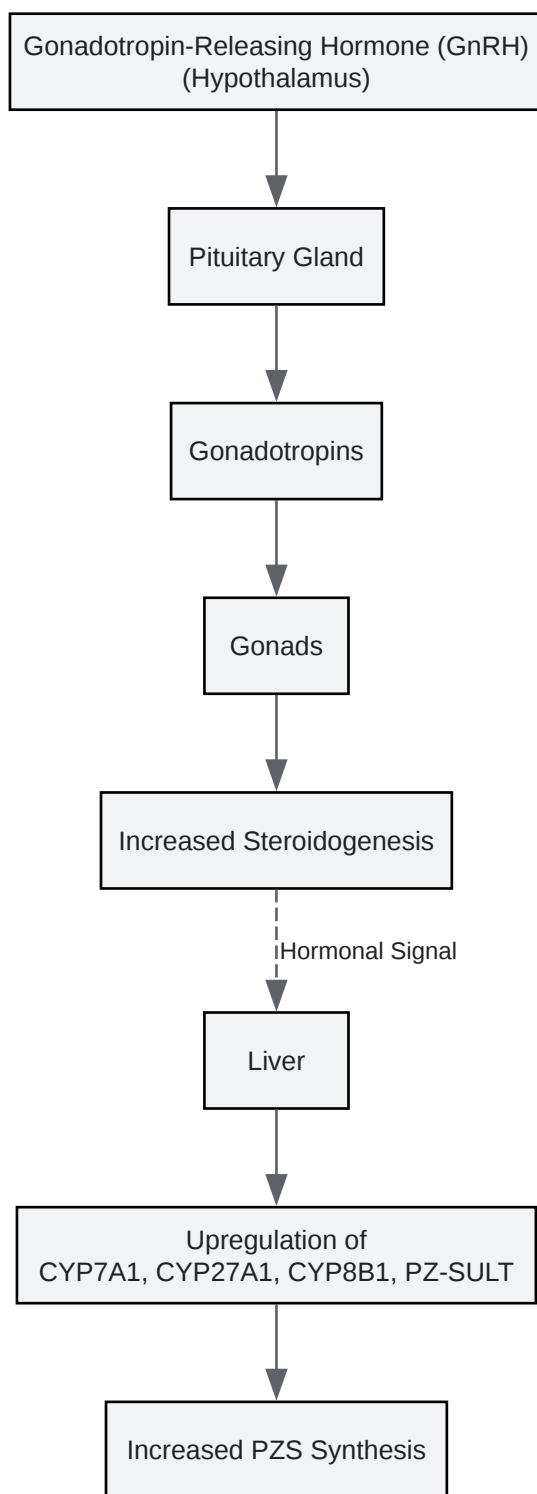 Gonadotropin-Releasing Hormone (GnRH)
(Hypothalamus)
Pituitary Gland
Gonadotropins
Gonads
Increased Steroidogenesis
Hormonal Signal
Liver
Upregulation of
CYP7A1, CYP27A1, CYP8B1, PZ-SULT
Increased PZS Synthesis